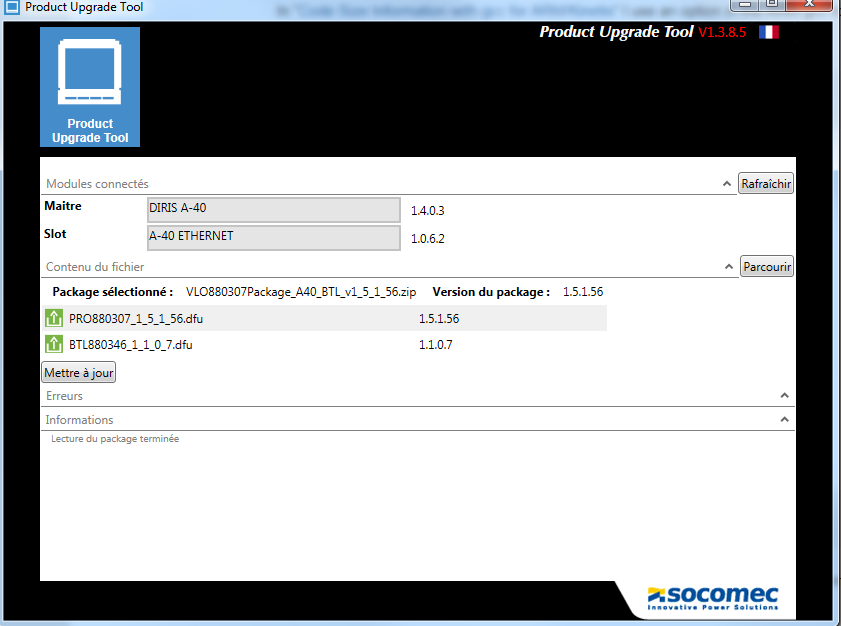 Product Upgrade Tool
Product Upgrade Tool V1.3.8.5
Product
Upgrade Tool
Modules connectés
Rafraîchir
Maitre
DIRIS A-40
1.4.0.3
Slot
A-40 ETHERNET
1.0.6.2
Contenu du fichier
Parcourir
Package sélectionné : VLO880307Package_A40_BTL_v1_5_1_56.zip Version du package : 1.5.1.56
PRO880307_1_5_1_56.dfu 1.5.1.56
BTL880346_1_1_0_7.dfu 1.1.0.7
Mettre à jour
Erreurs
Informations
Lecture du package terminée
socomec
Innovative Power Solutions